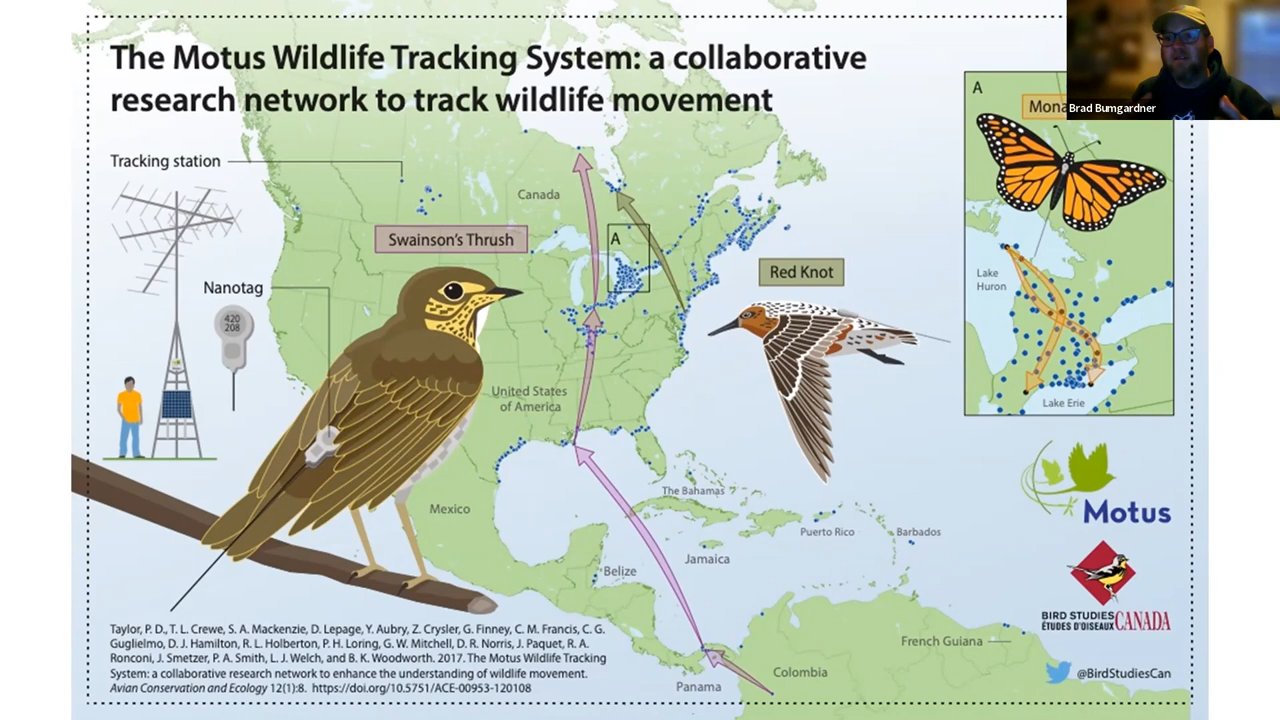 The Motus Wildlife Tracking System: a collaborative
research network to track wildlife movement
Tracking station
Nanotag
420
208
Swainson's Thrush
Canada
A
Red Knot
United States
of America
Mexico
The Bahamas
Puerto Rico
Barbados
Jamaica
Belize
French Guiana
Colombia
Panama
A
Mona
Brad Bumgardner
Lake
Huron
Lake Erie
Motus
BIRD STUDIES
ÉTUDES D'OISEAUX
CANADA
@BirdStudiesCan
Taylor, P. D., T. L. Crewe, S. A. Mackenzie, D. Lepage, Y. Aubry, Z. Crysler, G. Finney, C. M. Francis, C. G.
Guglielmo, D. J. Hamilton, R. L. Holberton, P. H. Loring, G. W. Mitchell, D. R. Norris, J. Paquet, R. A.
Ronconi, J. Smetzer, P. A. Smith, L. J. Welch, and B. K. Woodworth. 2017. The Motus Wildlife Tracking
System: a collaborative research network to enhance the understanding of wildlife movement.
Avian Conservation and Ecology 12(1):8. https://doi.org/10.5751/ACE-00953-120108